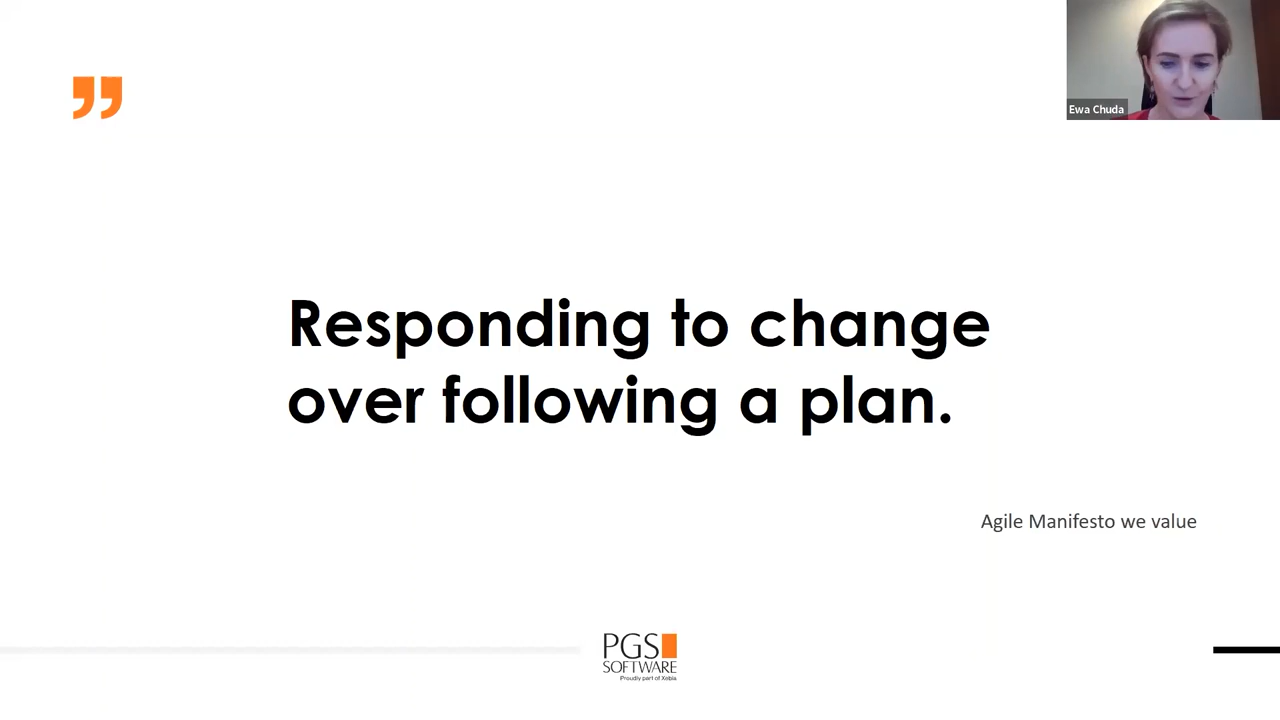 Ewa Chuda
Responding to change
over following a plan.
Agile Manifesto we value
PGS
SOFTWARE
Proudly part of Xebia